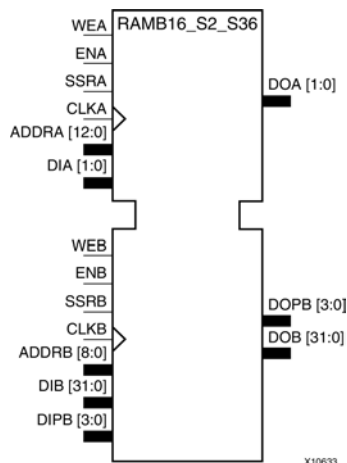 RAMB16_S2_S36
WEA
ENA
SSRA
CLKA
ADDRA [12:0]
DIA [1:0]
DOA [1:0]
WEB
ENB
SSRB
CLKB
ADDRB [8:0]
DIB [31:0]
DIPB [3:0]
DOPB [3:0]
DOB [31:0]
X10633